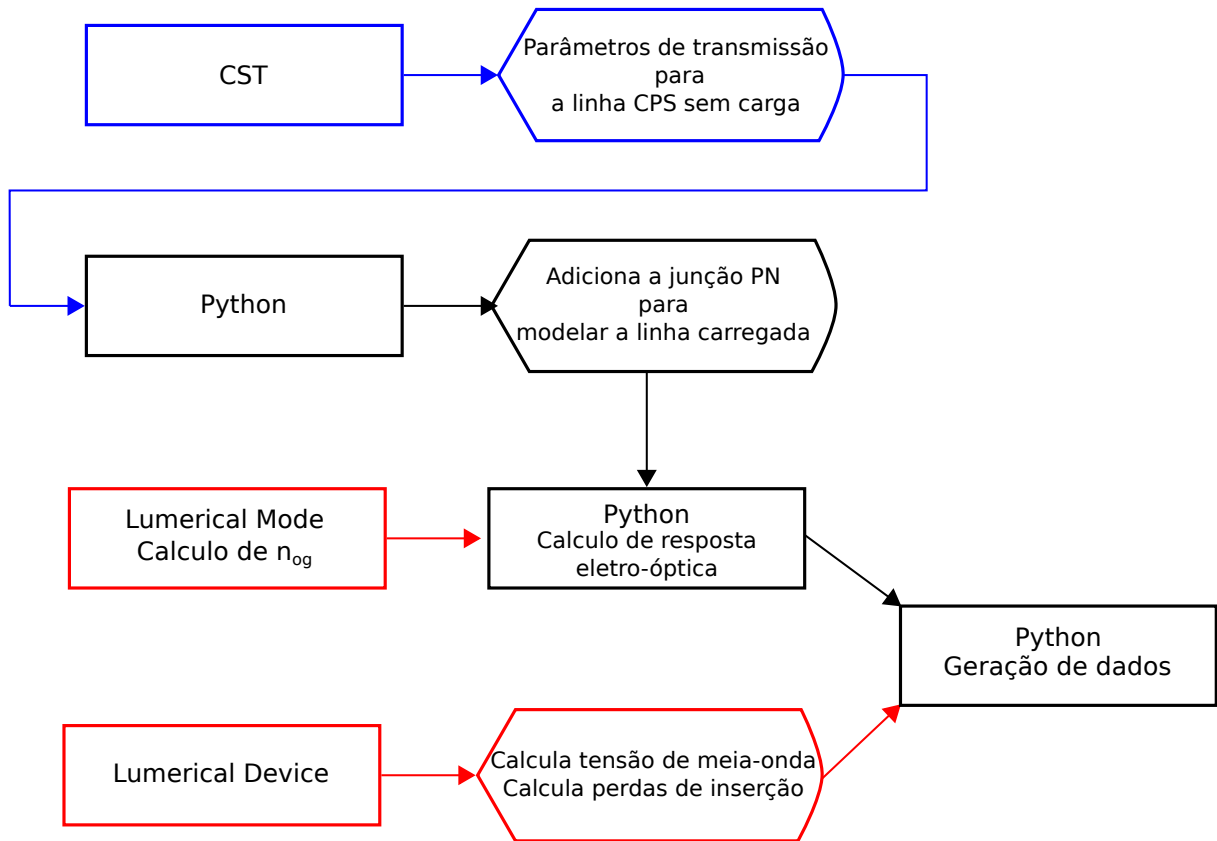 CST
Parâmetros de transmissão
para
a linha CPS sem carga
Python
Adiciona a junção PN
para
modelar a linha carregada
Lumerical Mode
Calculo de nog
Python
Calculo de resposta
eletro-óptica
Python
Geração de dados
Lumerical Device
Calcula tensão de meia-onda
Calcula perdas de inserção